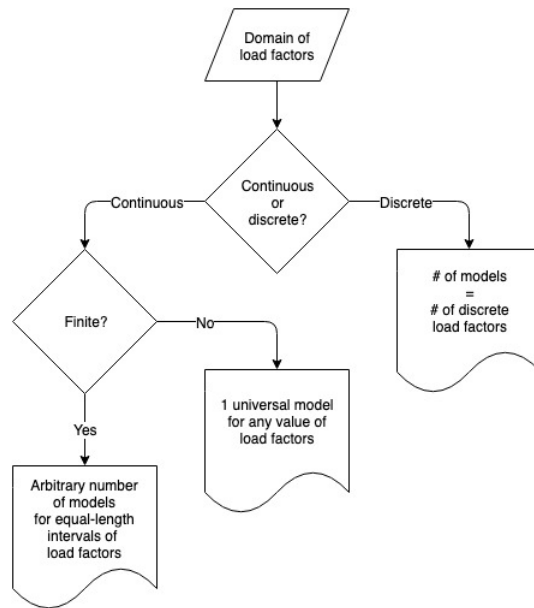 Domain of
load factors
Continuous
or
discrete?
Continuous
Discrete
# of models
=
# of discrete
load factors
Finite?
No
1 universal model
for any value of
load factors
Yes
Arbitrary number
of models
for equal-length
intervals of
load factors